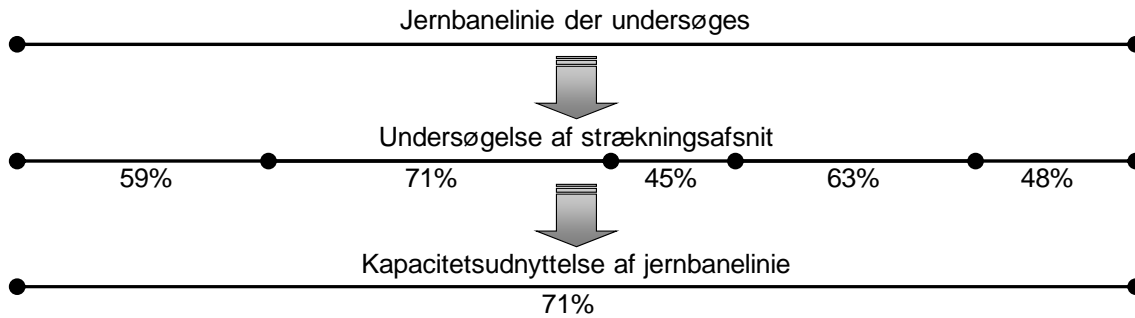 Jernbanelinie der undersøges
Undersøgelse af strækningsafsnit
59% 71% 45% 63% 48%
Kapacitetsudnyttelse af jernbanelinie
71%